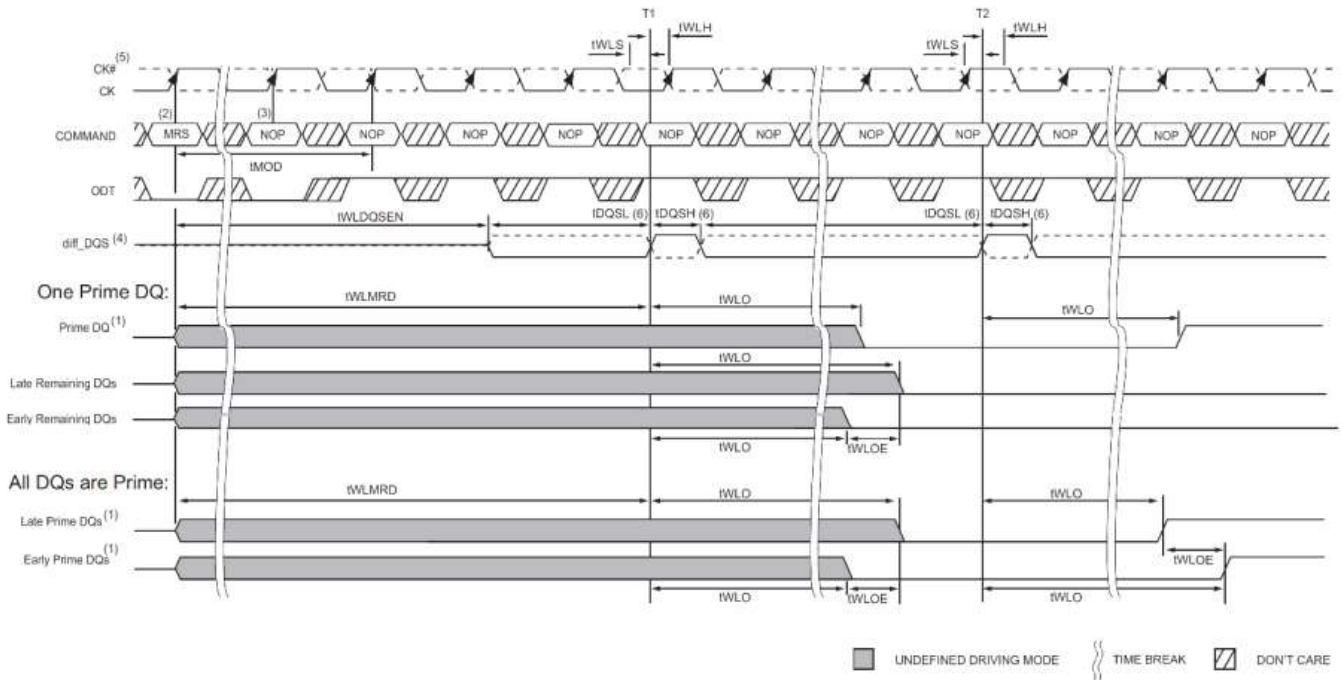 T1 T2
tWLS tWLH tWLS tWLH
CK# (5)
CK
COMMAND (2) MRS (3) NOP NOP NOP NOP NOP NOP NOP NOP NOP NOP NOP
tMOD
ODT
tWLDQSEN tDQSL (6) tDQSH (6) tDQSL (6) tDQSH (6)
diff_DQS (4)
One Prime DQ:
tWLMRD tWLO tWLO
Prime DQ (1)
tWLO
Late Remaining DQs
Early Remaining DQs
tWLO tWLOE
All DQs are Prime:
tWLMRD tWLO tWLO
Late Prime DQs (1)
tWLOE
Early Prime DQs (1)
tWLO tWLOE tWLO
UNDEFINED DRIVING MODE TIME BREAK DON'T CARE